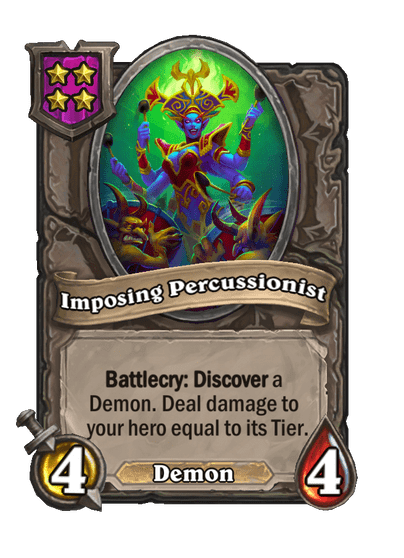 Imposing Percussionist
Battlecry: Discover a
Demon. Deal damage to
your hero equal to its Tier.
4
Demon
4